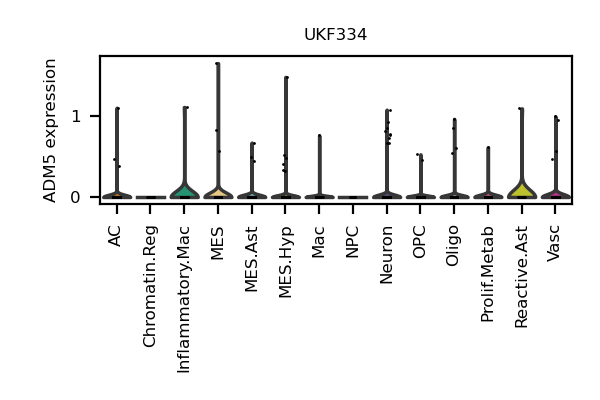 UKF334
ADM5 expression
1
0
AC
Chromatin.Reg
Inflammatory.Mac
MES
MES.Ast
MES.Hyp
Mac
NPC
Neuron
OPC
Oligo
Prolif.Metab
Reactive.Ast
Vasc